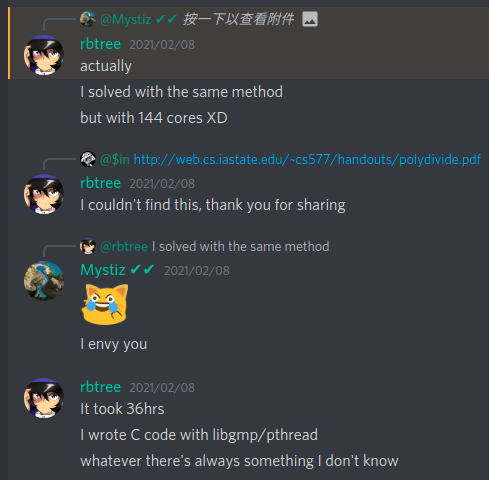 @Mystiz ✔✔ 按一下以查看附件
rbtree 2021/02/08
actually
I solved with the same method
but with 144 cores XD
@$in http://web.cs.iastate.edu/~cs577/handouts/polydivide.pdf
rbtree 2021/02/08
I couldn't find this, thank you for sharing
@rbtree I solved with the same method
Mystiz ✔✔ 2021/02/08
I envy you
rbtree 2021/02/08
It took 36hrs
I wrote C code with libgmp/pthread
whatever there's always something I don't know